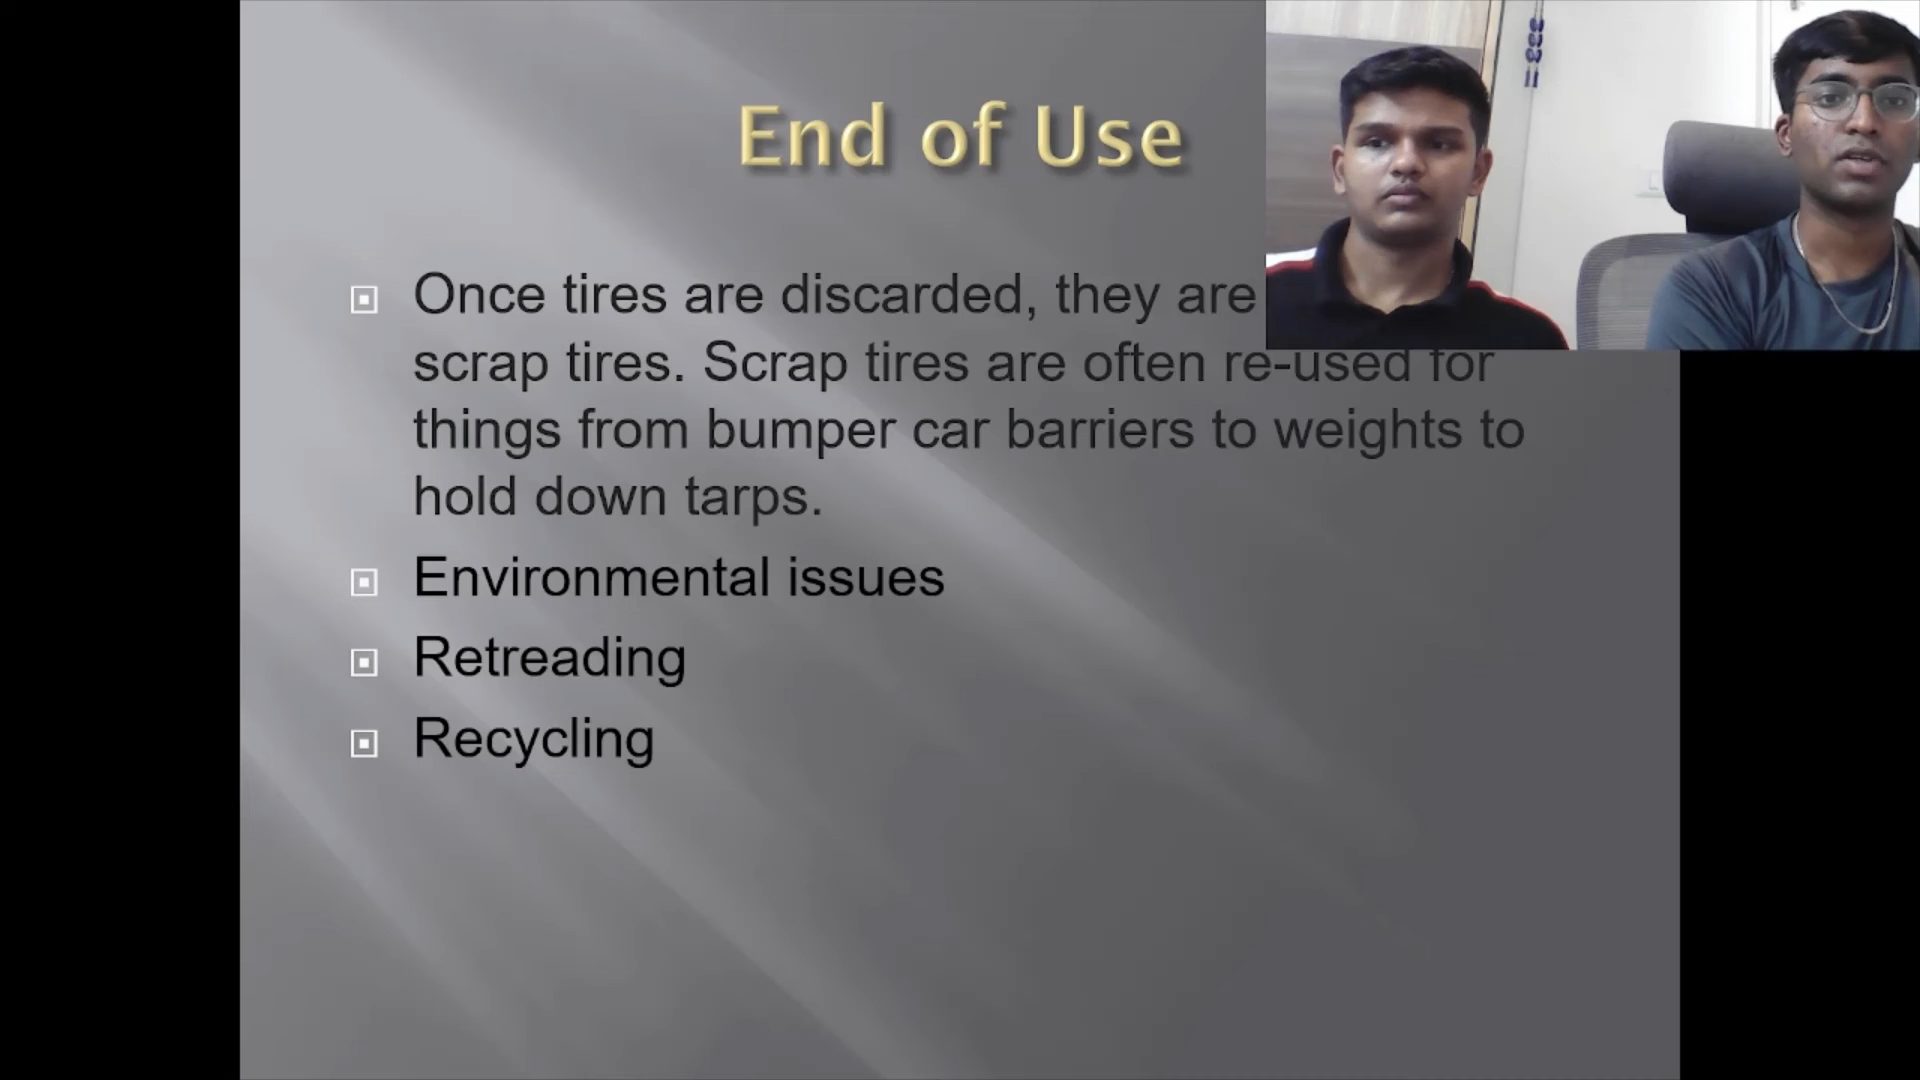 End of Use
Once tires are discarded, they are
scrap tires. Scrap tires are often re-used for
things from bumper car barriers to weights to
hold down tarps.
Environmental issues
Retreading
Recycling